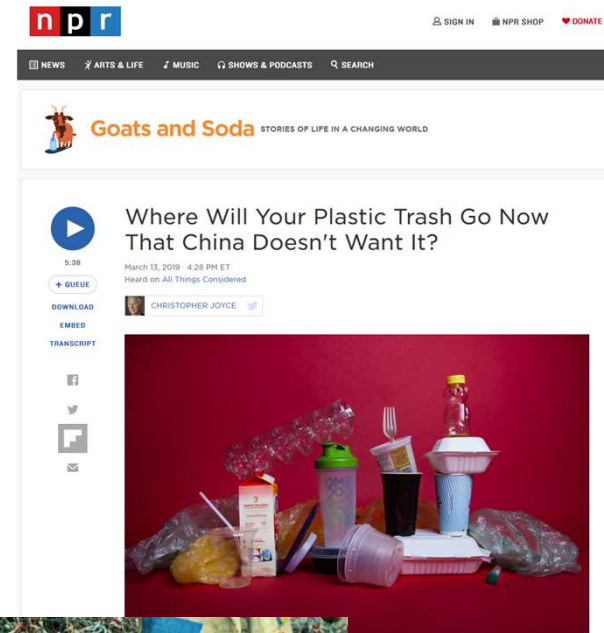 npr
SIGN IN NPR SHOP DONATE
NEWS ARTS & LIFE MUSIC SHOWS & PODCASTS SEARCH
Goats and Soda STORIES OF LIFE IN A CHANGING WORLD
Where Will Your Plastic Trash Go Now
That China Doesn't Want It?
5:38
March 13, 2019 · 4:28 PM ET
Heard on All Things Considered
+ QUEUE
CHRISTOPHER JOYCE
DOWNLOAD
EMBED
TRANSCRIPT